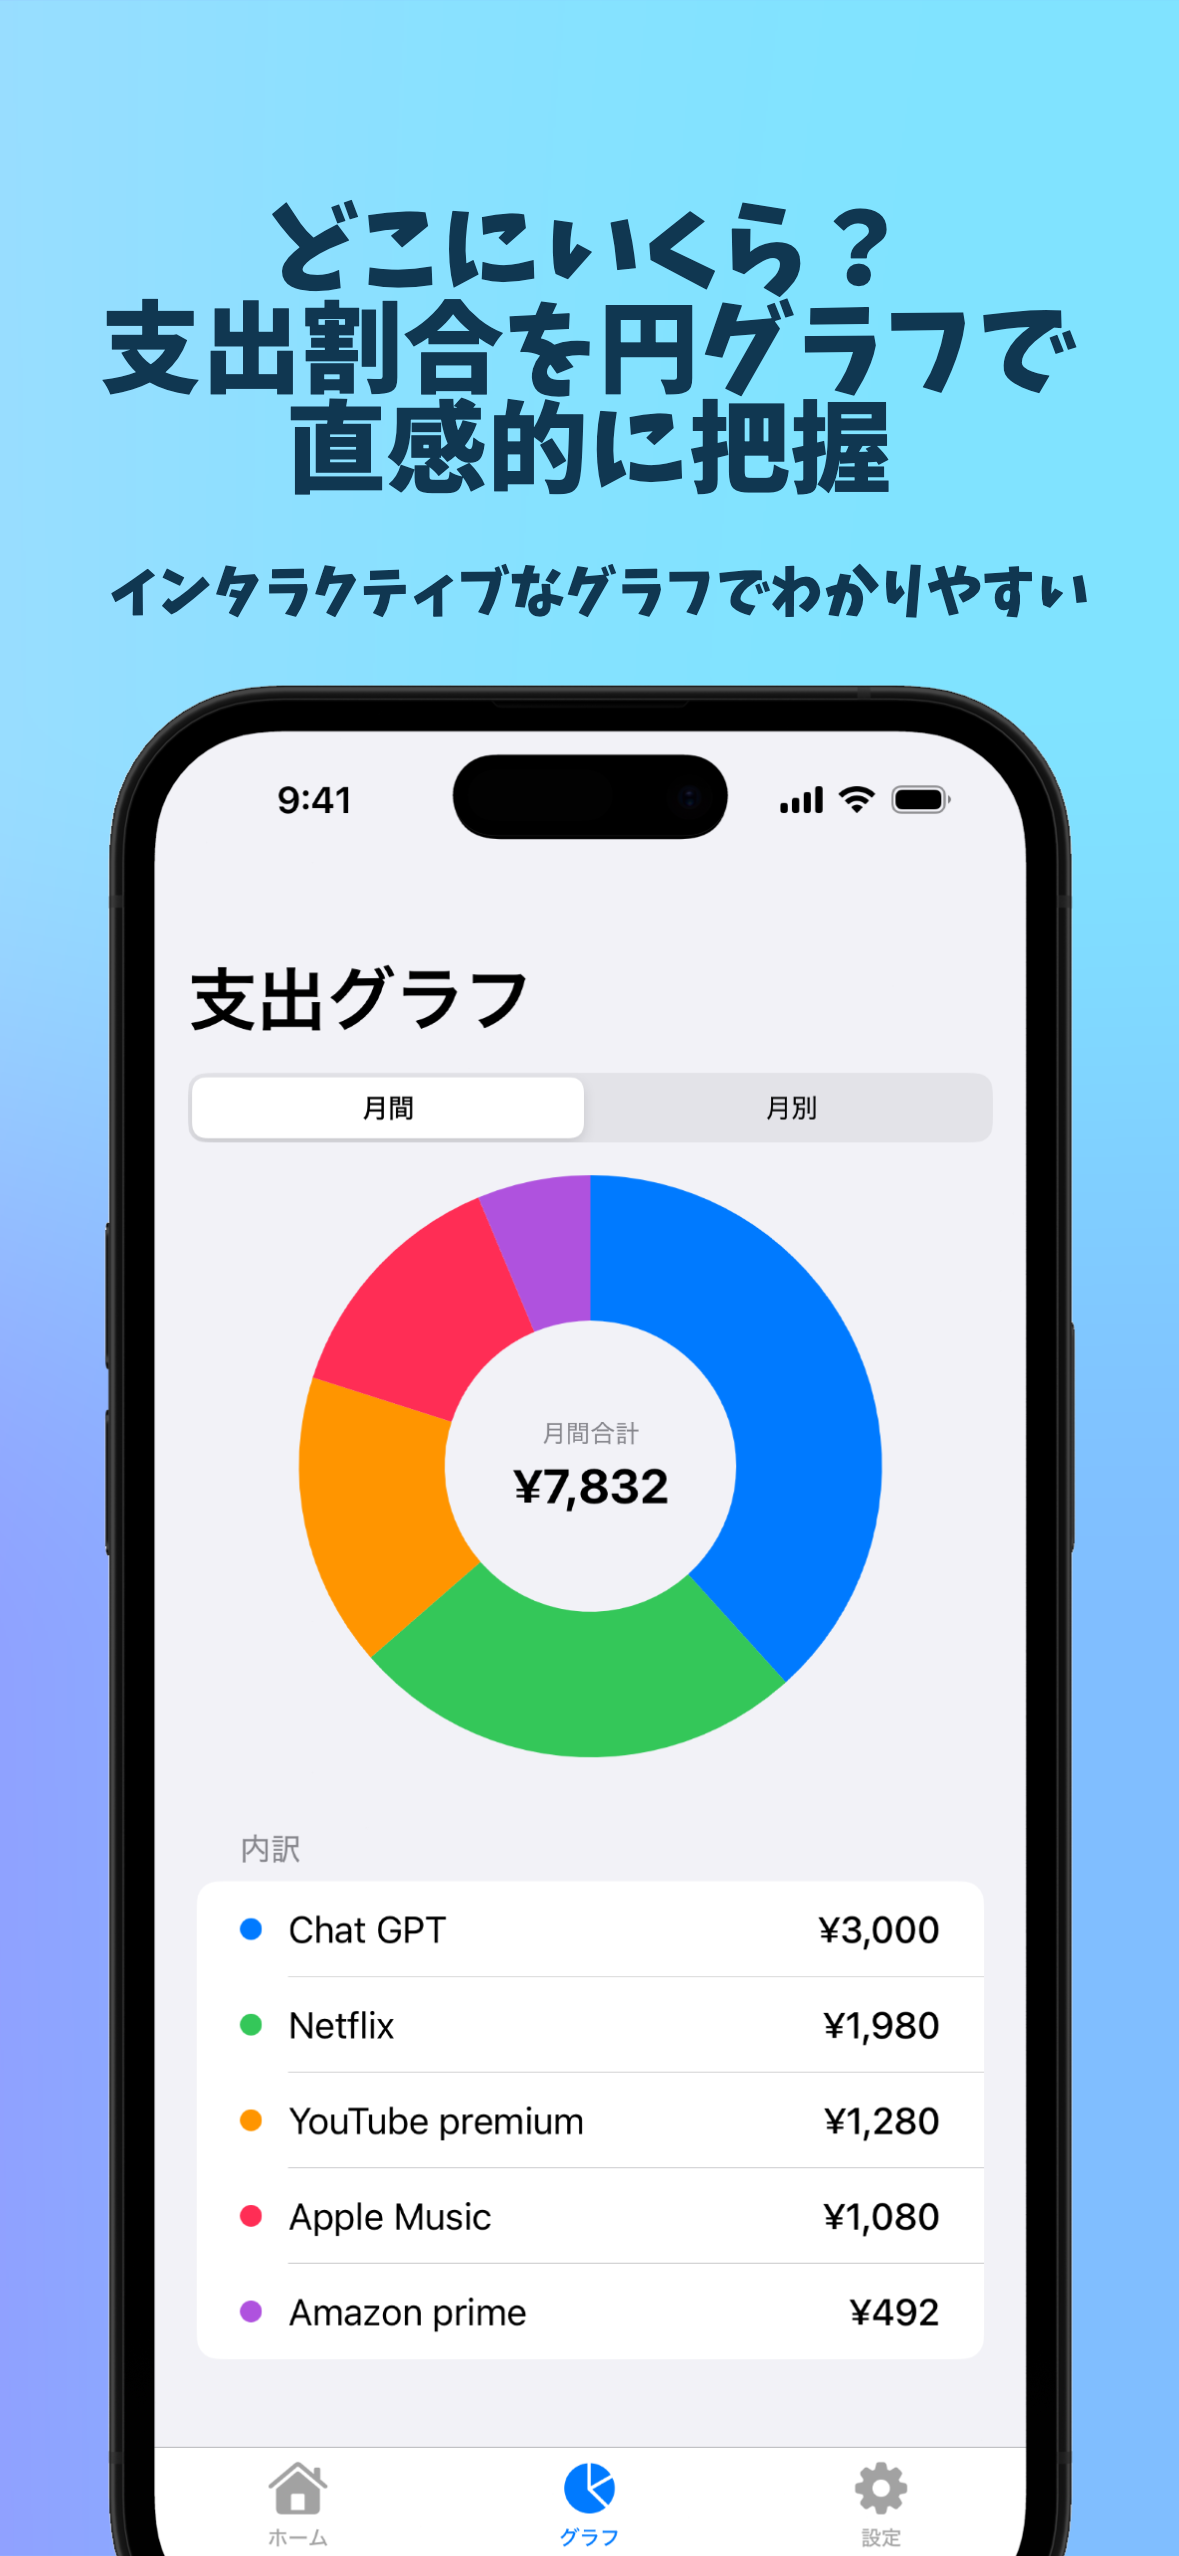 どこにいくら？
支出割合を円グラフで
直感的に把握
インタラクティブなグラフでわかりやすい
9:41
支出グラフ
月間 月別
月間合計
¥7,832
内訳
Chat GPT ¥3,000
Netflix ¥1,980
YouTube premium ¥1,280
Apple Music ¥1,080
Amazon prime ¥492
ホーム グラフ 設定